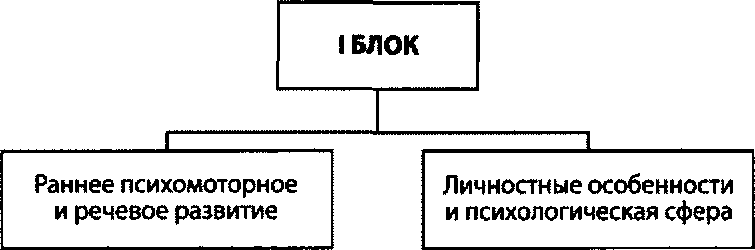 I БЛОК
Раннее психомоторное
и речевое развитие
Личностные особенности
и психологическая сфера